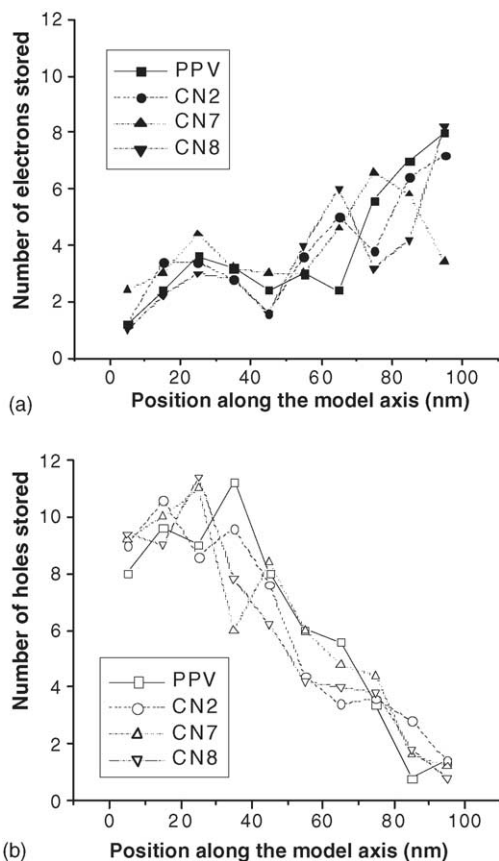 12
10
8
6
4
2
0
Number of electrons stored
PPV
CN2
CN7
CN8
0 20 40 60 80 100
Position along the model axis (nm)
(a)
12
10
8
6
4
2
0
Number of holes stored
PPV
CN2
CN7
CN8
0 20 40 60 80 100
Position along the model axis (nm)
(b)